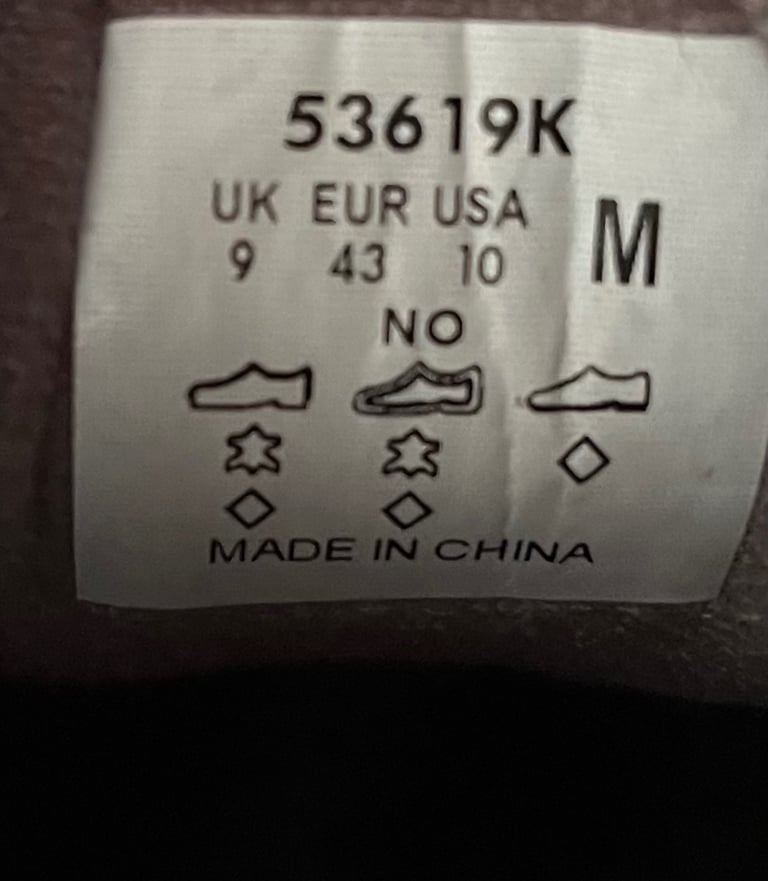 53619K
UK EUR USA M
9 43 10
NO
MADE IN CHINA